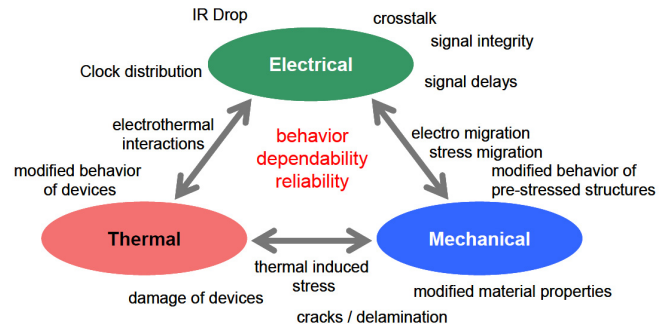 IR Drop
crosstalk
signal integrity
Electrical
Clock distribution
signal delays
electrothermal
interactions
behavior
dependability
reliability
electro migration
stress migration
modified behavior
of devices
modified behavior of
pre-stressed structures
Thermal
Mechanical
thermal induced
stress
damage of devices
modified material properties
cracks / delamination